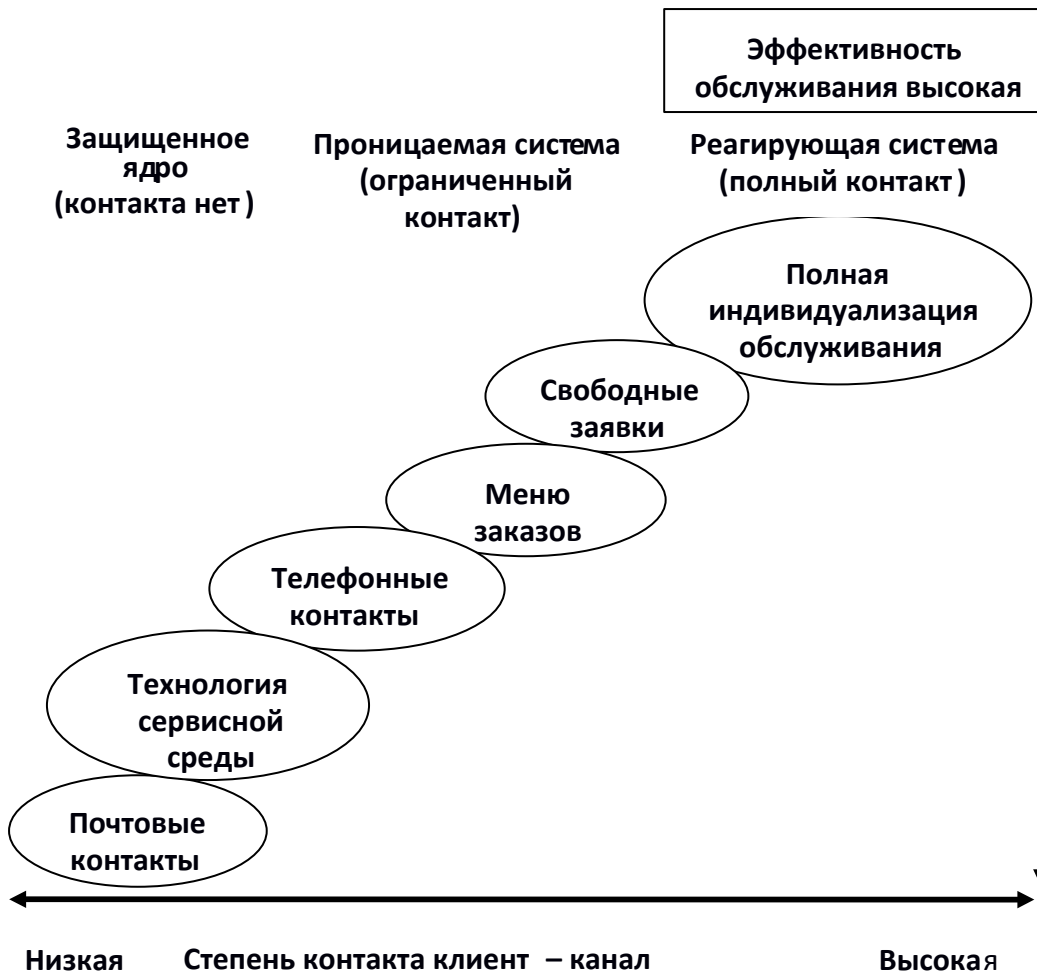 Эффективность
обслуживания высокая
Защищенное
ядро
(контакта нет)
Проницаемая система
(ограниченный
контакт)
Реагирующая система
(полный контакт)
Полная
индивидуализация
обслуживания
Свободные
заявки
Меню
заказов
Телефонные
контакты
Технология
сервисной
среды
Почтовые
контакты
Низкая Степень контакта клиент – канал Высокая